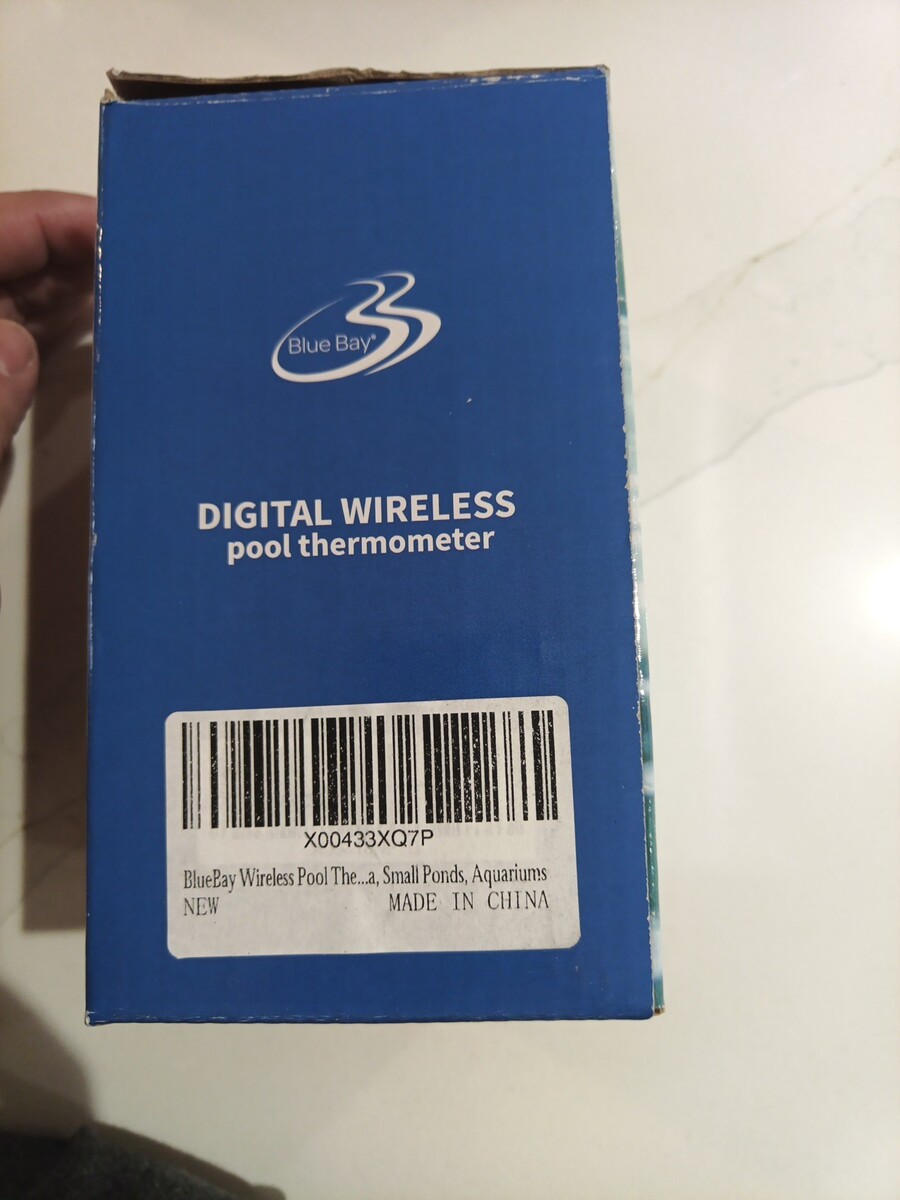 Blue Bay®
DIGITAL WIRELESS
pool thermometer
X00433XQ7P
BlueBay Wireless Pool The...a, Small Ponds, Aquariums
NEW MADE IN CHINA